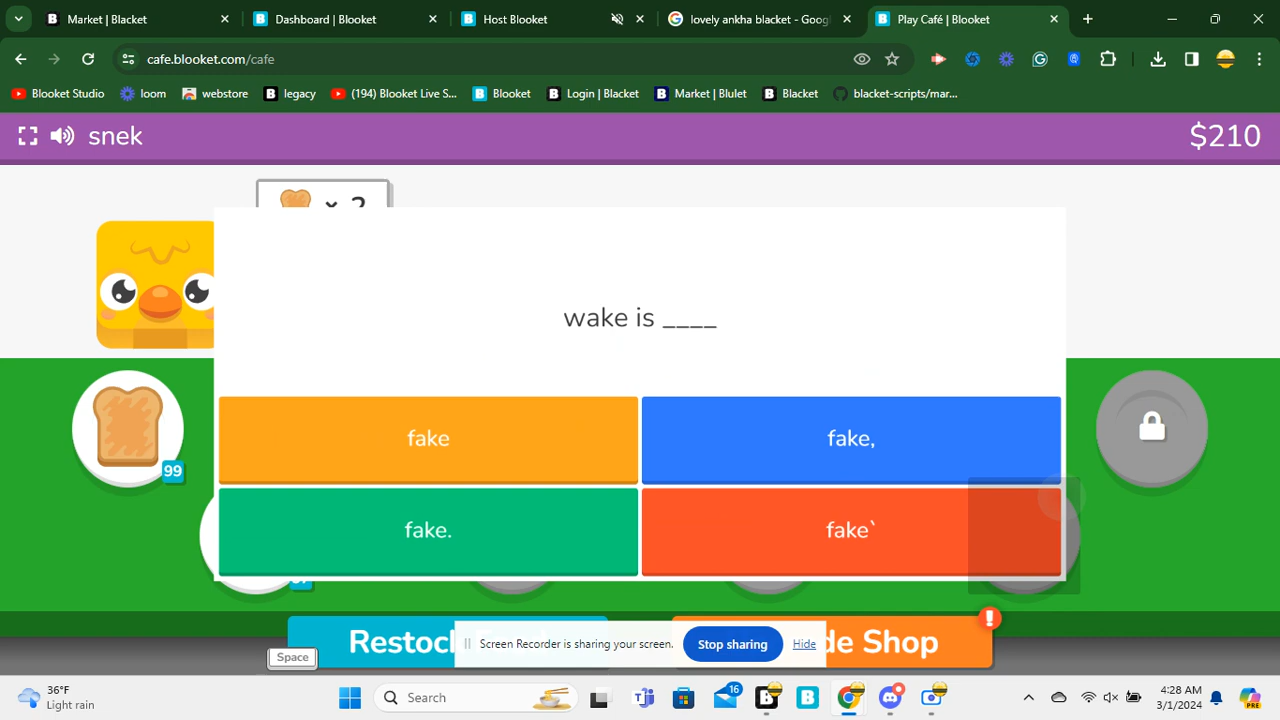 Market | Blacket
Dashboard | Blooket
Host Blooket
lovely ankha blacket - Goog
Play Café | Blooket
cafe.blooket.com/cafe
Blooket Studio
loom
webstore
legacy
(194) Blooket Live S...
Blooket
Login | Blacket
Market | Blulet
Blacket
blacket-scripts/mar...
snek
$210
× 2
wake is ____
fake
fake,
99
fake.
fake`
Restock
de Shop
!
Screen Recorder is sharing your screen.
Stop sharing
Hide
Space
36°F
Light rain
Search
16
4:28 AM
3/1/2024
PRE